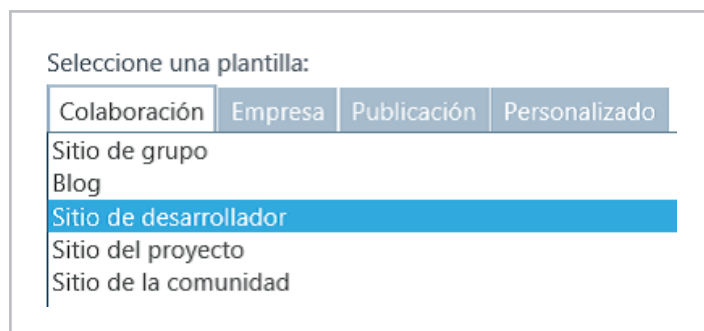 Seleccione una plantilla:
Colaboración Empresa Publicación Personalizado
Sitio de grupo
Blog
Sitio de desarrollador
Sitio del proyecto
Sitio de la comunidad